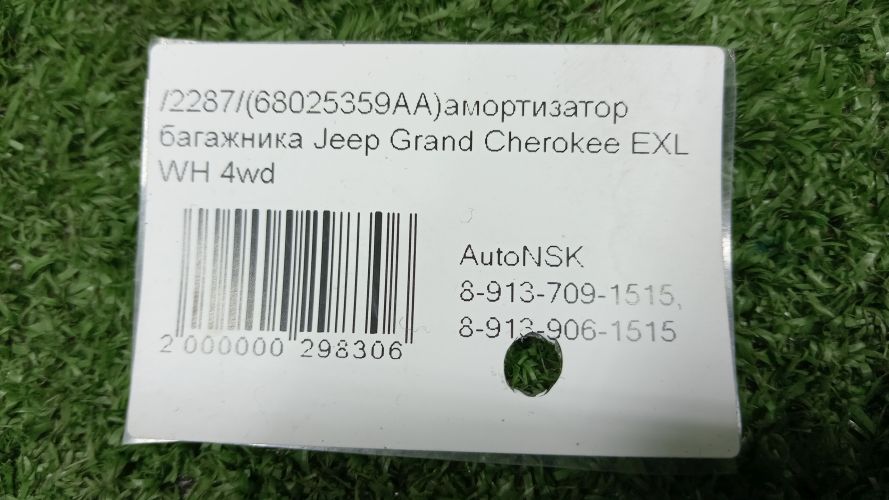 /2287/(68025359AA)амортизатор
багажника Jeep Grand Cherokee EXL
WH 4wd
AutoNSK
8-913-709-1515,
8-913-906-1515
2 000000 298306